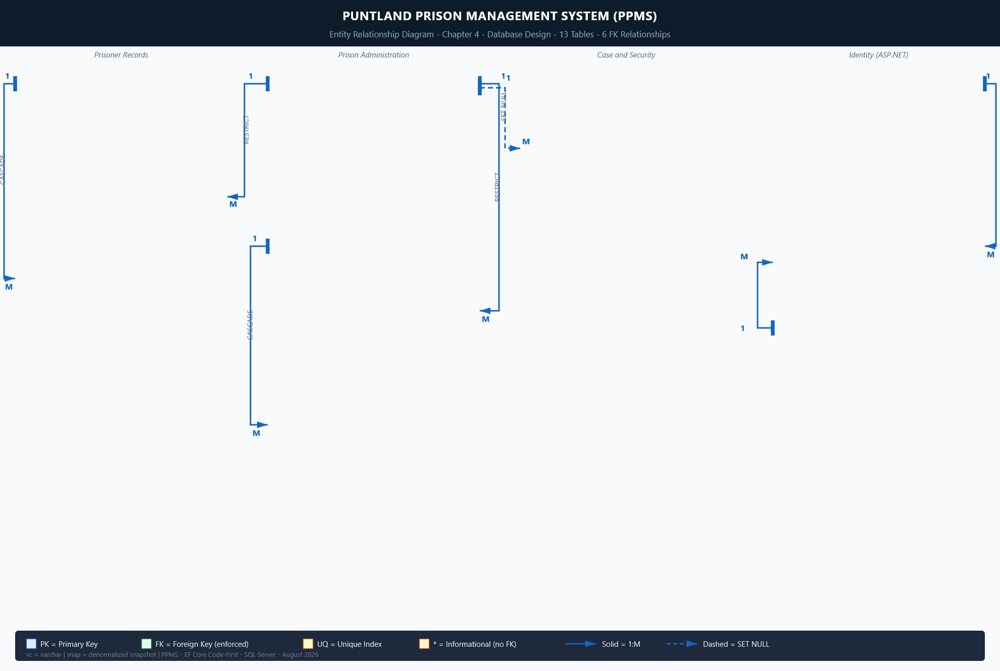 PUNTLAND PRISON MANAGEMENT SYSTEM (PPMS)
Entity Relationship Diagram - Chapter 4 - Database Design - 13 Tables - 6 FK Relationships
Prisoner Records
Prison Administration
Case and Security
Identity (ASP.NET)
1
1
1
1
1
SET NULL
RESTRICT
M
CASCADE
RESTRICT
M
1
M
M
M
CASCADE
M
1
M
PK = Primary Key
FK = Foreign Key (enforced)
UQ = Unique Index
* = Informational (no FK)
Solid = 1:M
Dashed = SET NULL
vc = varchar | snap = denormalized snapshot | PPMS - EF Core Code-First - SQL Server - August 2026